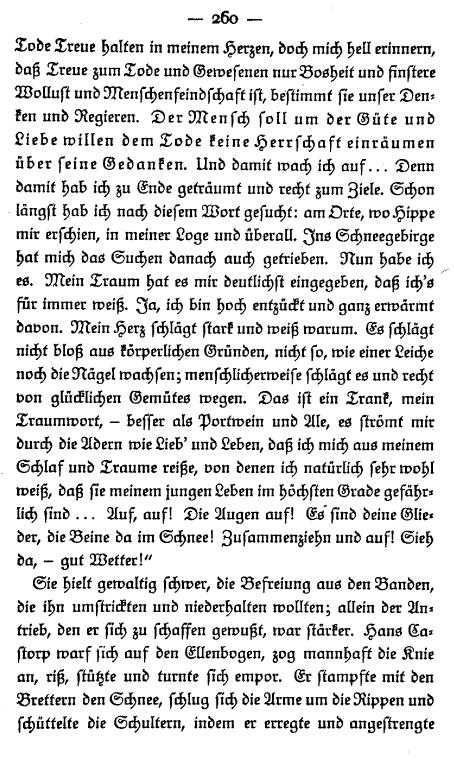 — 260 —
Tode Treue halten in meinem Herzen, doch mich hell erinnern,
daß Treue zum Tode und Gewesenen nur Bosheit und finstere
Wollust und Menschenfeindschaft ist, bestimmt sie unser Den-
ken und Regieren. Der Mensch soll um der Güte und
Liebe willen dem Tode keine Herrschaft einräumen
über seine Gedanken. Und damit wach ich auf... Denn
damit hab ich zu Ende geträumt und recht zum Ziele. Schon
längst hab ich nach diesem Wort gesucht: am Orte, wo Hippe
mir erschien, in meiner Loge und überall. Ins Schneegebirge
hat mich das Suchen danach auch getrieben. Nun habe ich
es. Mein Traum hat es mir deutlichst eingegeben, daß ich's
für immer weiß. Ja, ich bin hoch entzückt und ganz erwärmt
davon. Mein Herz schlägt stark und weiß warum. Es schlägt
nicht bloß aus körperlichen Gründen, nicht so, wie einer Leiche
noch die Nägel wachsen; menschlicherweise schlägt es und recht
von glücklichen Gemütes wegen. Das ist ein Trank, mein
Traumwort, – besser als Portwein und Ale, es strömt mir
durch die Adern wie Lieb' und Leben, daß ich mich aus meinem
Schlaf und Traume reiße, von denen ich natürlich sehr wohl
weiß, daß sie meinem jungen Leben im höchsten Grade gefähr-
lich sind ... Auf, auf! Die Augen auf! Es sind deine Glie-
der, die Beine da im Schnee! Zusammenziehn und auf! Sieh
da, – gut Wetter!"
Sie hielt gewaltig schwer, die Befreiung aus den Banden,
die ihn umstrickten und niederhalten wollten; allein der An-
trieb, den er sich zu schaffen gewußt, war stärker. Hans Ca-
storp warf sich auf den Ellenbogen, zog mannhaft die Knie
an, riß, stützte und turnte sich empor. Er stampfte mit den
Brettern den Schnee, schlug sich die Arme um die Rippen und
schüttelte die Schultern, indem er erregte und angestrengte